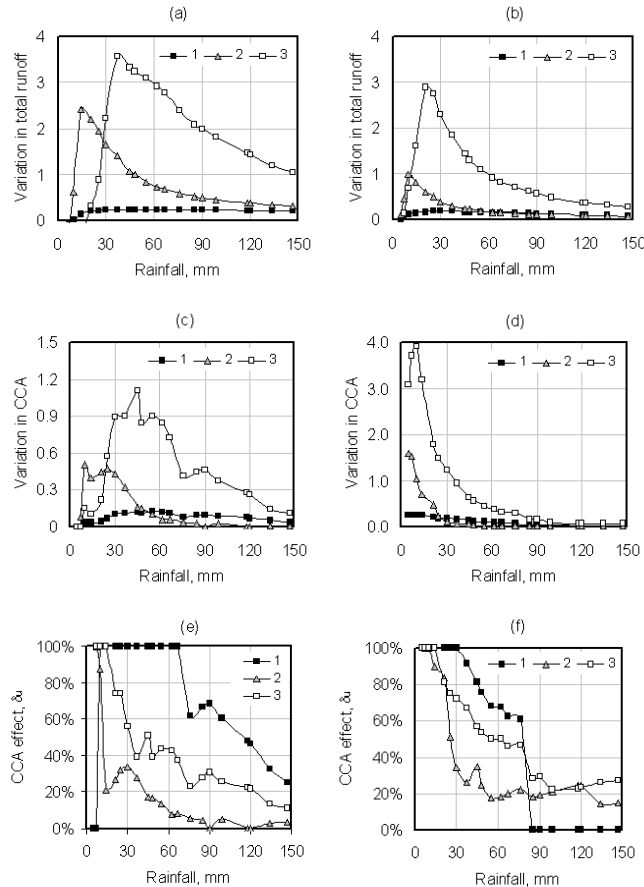 (a)
4
3
2
1
0
Variation in total runoff
1 2 3
0 30 60 90 120 150
Rainfall, mm
(b)
4
3
2
1
0
Variation in total runoff
1 2 3
0 30 60 90 120 150
Rainfall, mm
(c)
1.5
1.2
0.9
0.6
0.3
0
Variation in CCA
1 2 3
0 30 60 90 120 150
Rainfall, mm
(d)
4.0
3.0
2.0
1.0
0.0
Variation in CCA
1 2 3
0 30 60 90 120 150
Rainfall, mm
(e)
100%
80%
60%
40%
20%
0%
CCA effect, δu
1
2
3
0 30 60 90 120 150
Rainfall, mm
(f)
100%
80%
60%
40%
20%
0%
CCA effect, δu
1 2 3
0 30 60 90 120 150
Rainfall, mm